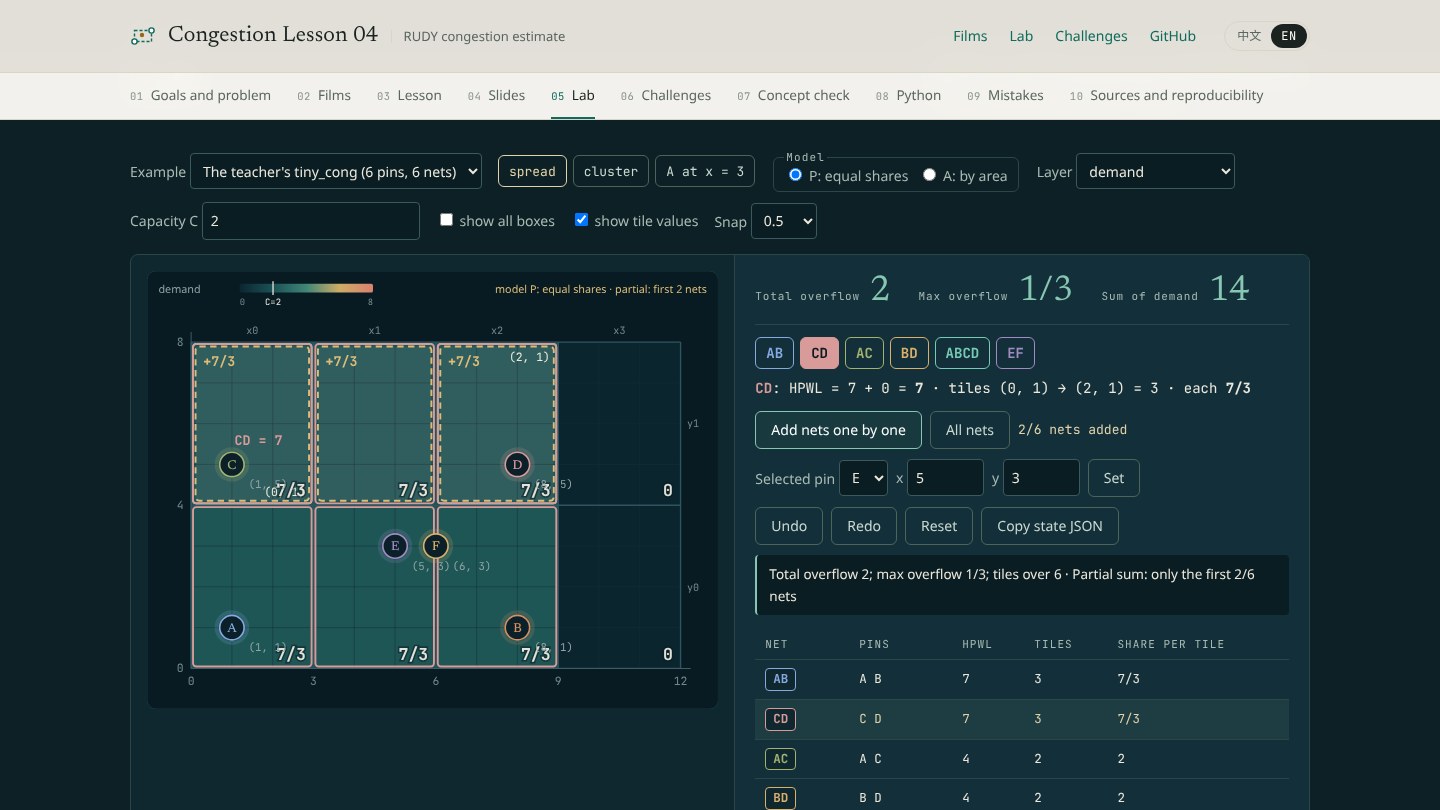 Congestion Lesson 04 RUDY congestion estimate Films Lab Challenges GitHub 中文 EN
01 Goals and problem 02 Films 03 Lesson 04 Slides 05 Lab 06 Challenges 07 Concept check 08 Python 09 Mistakes 10 Sources and reproducibility
Example The teacher's tiny_cong (6 pins, 6 nets) spread cluster A at x = 3 Model P: equal shares A: by area Layer demand
Capacity C 2 show all boxes show tile values Snap 0.5
demand 0 C=2 8 model P: equal shares · partial: first 2 nets
x0 x1 x2 x3
8
+7/3 +7/3 +7/3 (2, 1)
y1
CD = 7
C D
7/3 7/3 7/3 0
4
E F
(5, 3) (6, 3)
y0
A B
7/3 7/3 7/3 0
0
0 3 6 9 12
Total overflow 2 Max overflow 1/3 Sum of demand 14
AB CD AC BD ABCD EF
CD: HPWL = 7 + 0 = 7 · tiles (0, 1) → (2, 1) = 3 · each 7/3
Add nets one by one All nets 2/6 nets added
Selected pin E x 5 y 3 Set
Undo Redo Reset Copy state JSON
Total overflow 2; max overflow 1/3; tiles over 6 · Partial sum: only the first 2/6
nets
NET PINS HPWL TILES SHARE PER TILE
AB A B 7 3 7/3
CD C D 7 3 7/3
AC A C 4 2 2
BD B D 4 2 2